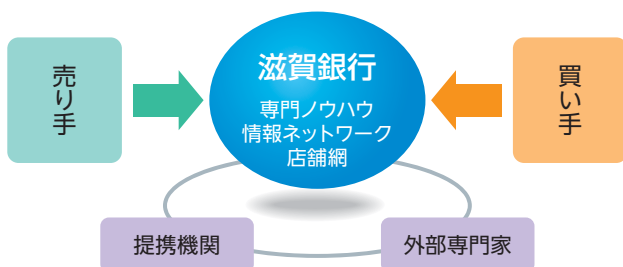 売り手
滋賀銀行
専門ノウハウ
情報ネットワーク
店舗網
買い手
提携機関
外部専門家